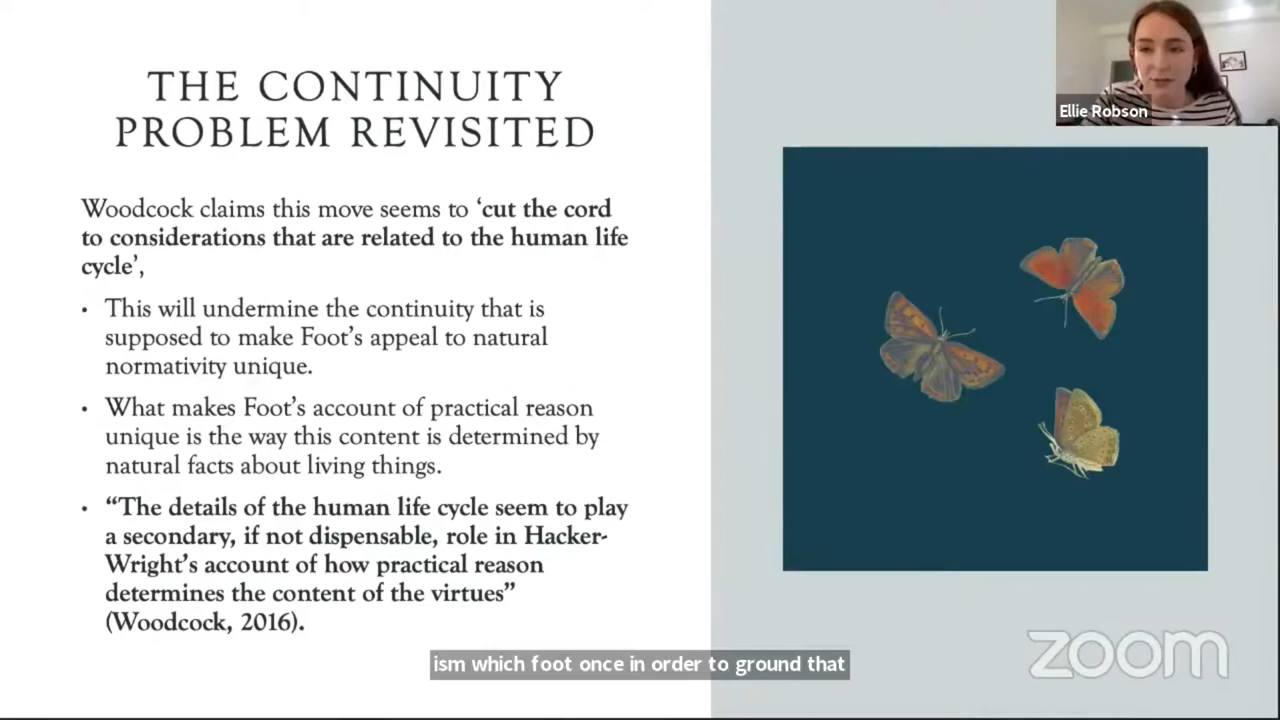 THE CONTINUITY
PROBLEM REVISITED
Woodcock claims this move seems to ‘cut the cord
to considerations that are related to the human life
cycle’,
• This will undermine the continuity that is
supposed to make Foot’s appeal to natural
normativity unique.
• What makes Foot’s account of practical reason
unique is the way this content is determined by
natural facts about living things.
• “The details of the human life cycle seem to play
a secondary, if not dispensable, role in Hacker-
Wright’s account of how practical reason
determines the content of the virtues”
(Woodcock, 2016).
Ellie Robson
ism which foot once in order to ground that
zoom